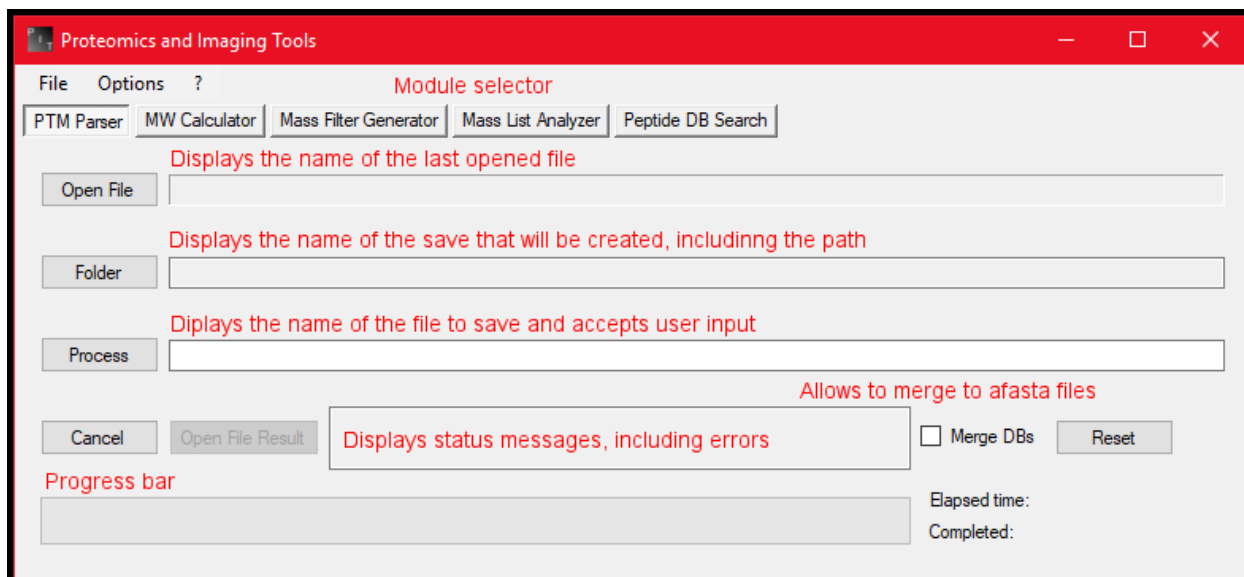 PIT Proteomics and Imaging Tools
File Options ?
Module selector
PTM Parser MW Calculator Mass Filter Generator Mass List Analyzer Peptide DB Search
Displays the name of the last opened file
Open File
Displays the name of the save that will be created, includinng the path
Folder
Diplays the name of the file to save and accepts user input
Process
Allows to merge to afasta files
Cancel Open File Result Displays status messages, including errors Merge DBs Reset
Progress bar
Elapsed time:
Completed: